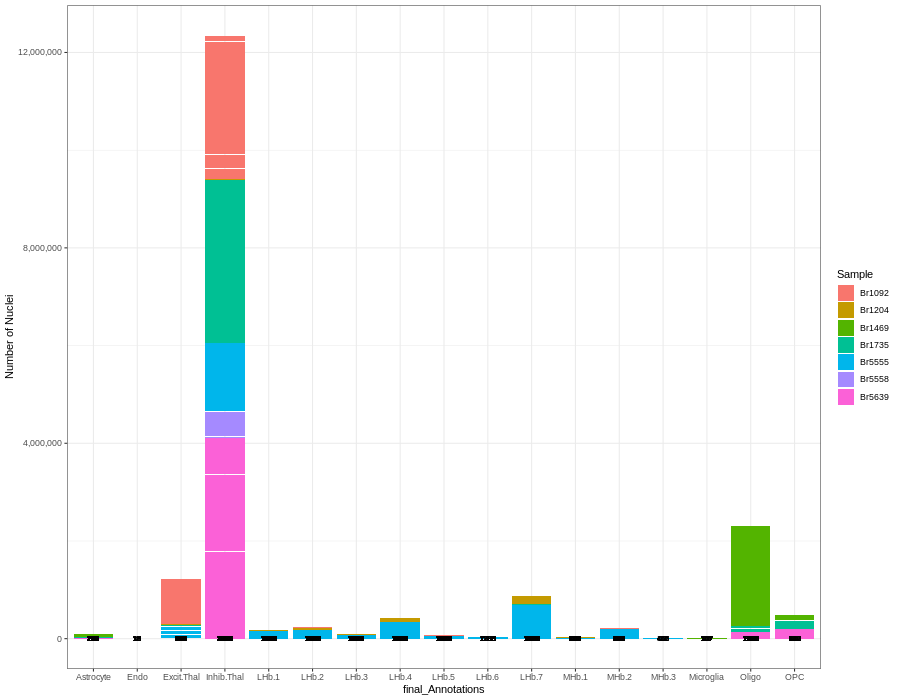 12,000,000
8,000,000
4,000,000
0
Number of Nuclei
Astrocyte Endo Excit.Thal Inhib.Thal LHb.1 LHb.2 LHb.3 LHb.4 LHb.5 LHb.6 LHb.7 MHb.1 MHb.2 MHb.3 Microglia Oligo OPC
final_Annotations
Sample
Br1092
Br1204
Br1469
Br1735
Br5555
Br5558
Br5639